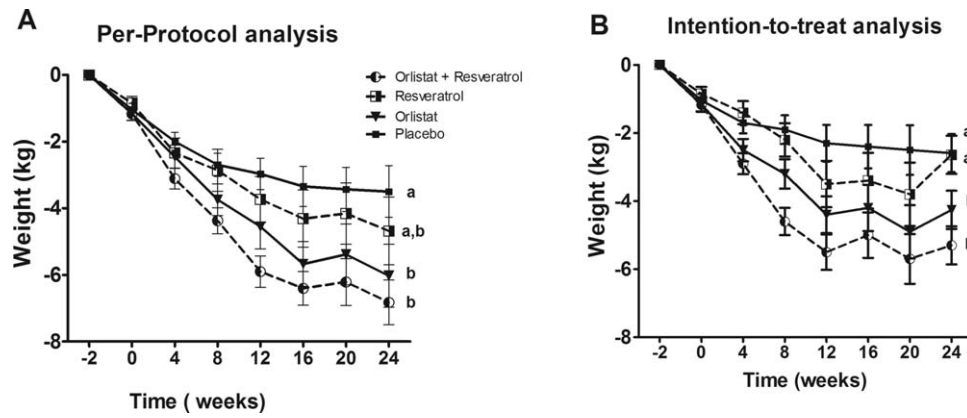 A
Per-Protocol analysis
Orlistat + Resveratrol
Resveratrol
Orlistat
Placebo
Weight (kg)
0
-2
-4
-6
-8
a
a,b
b
b
-2 0 4 8 12 16 20 24
Time ( weeks)
B
Intention-to-treat analysis
Weight (kg)
0
-2
-4
-6
-8
a
a
-2 0 4 8 12 16 20 24
Time (weeks)